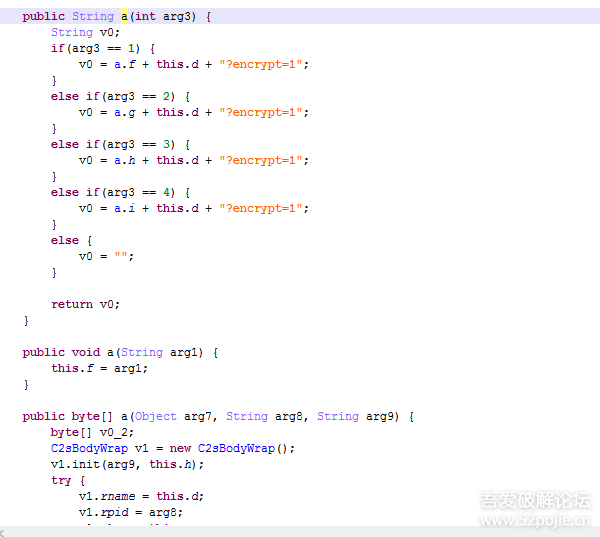 public String a(int arg3) {
String v0;
if(arg3 == 1) {
v0 = a.f + this.d + "?encrypt=1";
}
else if(arg3 == 2) {
v0 = a.g + this.d + "?encrypt=1";
}
else if(arg3 == 3) {
v0 = a.h + this.d + "?encrypt=1";
}
else if(arg3 == 4) {
v0 = a.i + this.d + "?encrypt=1";
}
else {
v0 = "";
}
return v0;
}
public void a(String arg1) {
this.f = arg1;
}
public byte[] a(Object arg7, String arg8, String arg9) {
byte[] v0_2;
C2sBodyWrap v1 = new C2sBodyWrap();
v1.init(arg9, this.h);
try {
v1.rname = this.d;
v1.rpid = arg8;
吾爱破解论坛
www.52pojie.cn